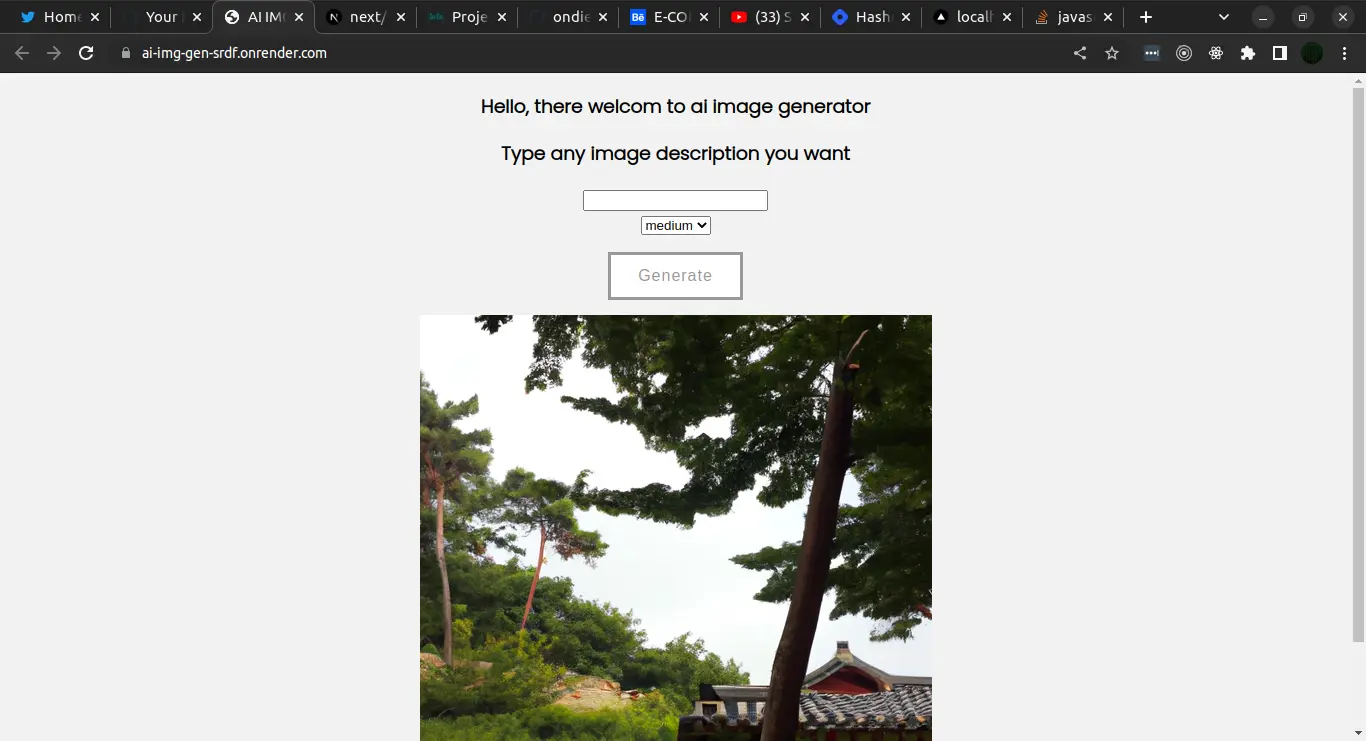 Home
Your
AI IM
next/
Proje
ondie
E-CO
(33) S
Hash
local
javas
ai-img-gen-srdf.onrender.com
Hello, there welcom to ai image generator
Type any image description you want
medium
Generate